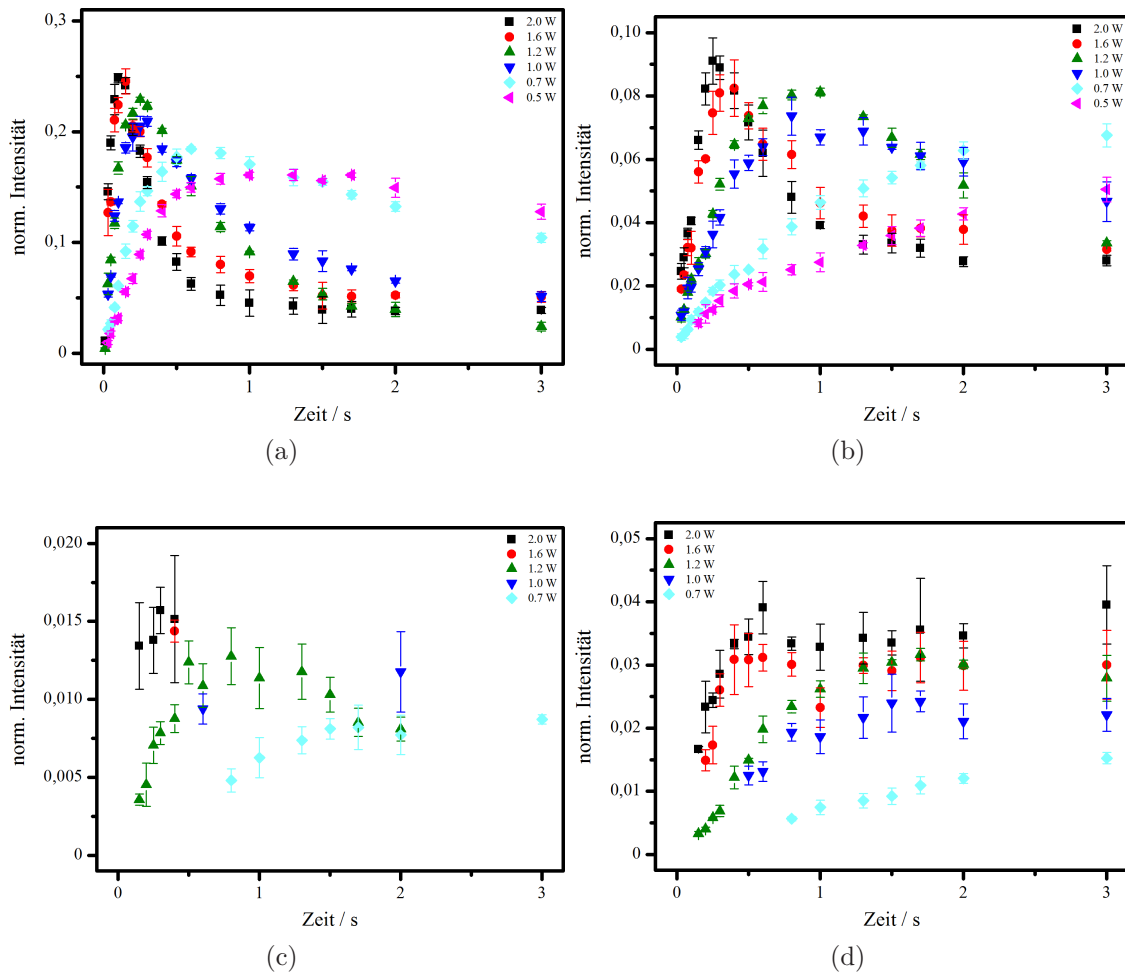 0,3
0,2
0,1
0
norm. Intensität
0 1 2 3
Zeit / s
2.0 W
1.6 W
1.2 W
1.0 W
0.7 W
0.5 W
(a)
0,10
0,08
0,06
0,04
0,02
0
norm. Intensität
0 1 2 3
Zeit / s
2.0 W
1.6 W
1.2 W
1.0 W
0.7 W
0.5 W
(b)
0,020
0,015
0,010
0,005
0
norm. Intensität
0 1 2 3
Zeit / s
2.0 W
1.6 W
1.2 W
1.0 W
0.7 W
(c)
0,05
0,04
0,03
0,02
0,01
0
norm. Intensität
0 1 2 3
Zeit / s
2.0 W
1.6 W
1.2 W
1.0 W
0.7 W
(d)